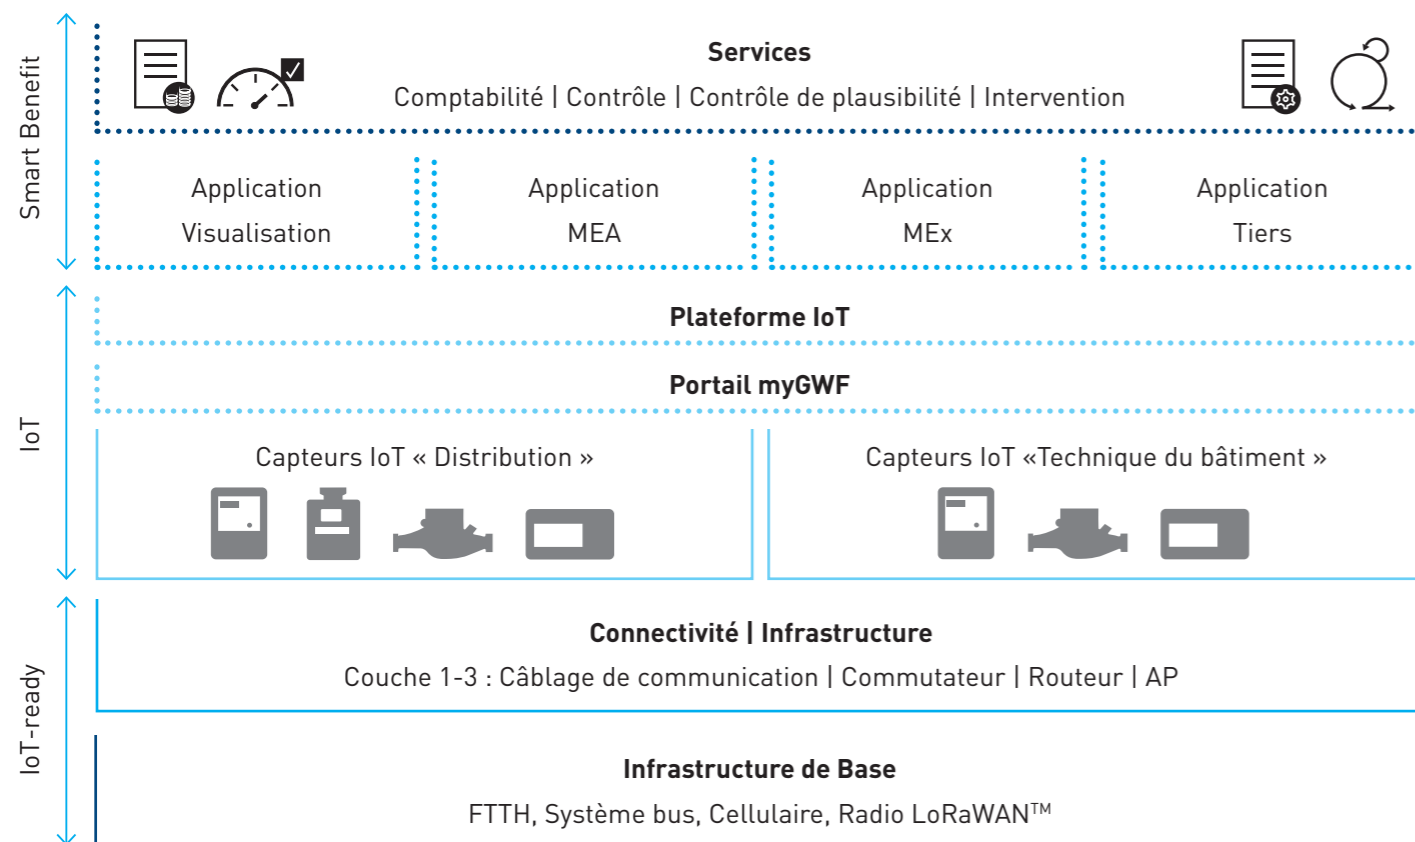 Smart Benefit
Services
Comptabilité | Contrôle | Contrôle de plausibilité | Intervention
Application
Visualisation
Application
MEA
Application
MEx
Application
Tiers
IoT
Plateforme IoT
Portail myGWF
Capteurs IoT « Distribution »
Capteurs IoT «Technique du bâtiment »
IoT-ready
Connectivité | Infrastructure
Couche 1-3 : Câblage de communication | Commutateur | Routeur | AP
Infrastructure de Base
FTTH, Système bus, Cellulaire, Radio LoRaWAN™